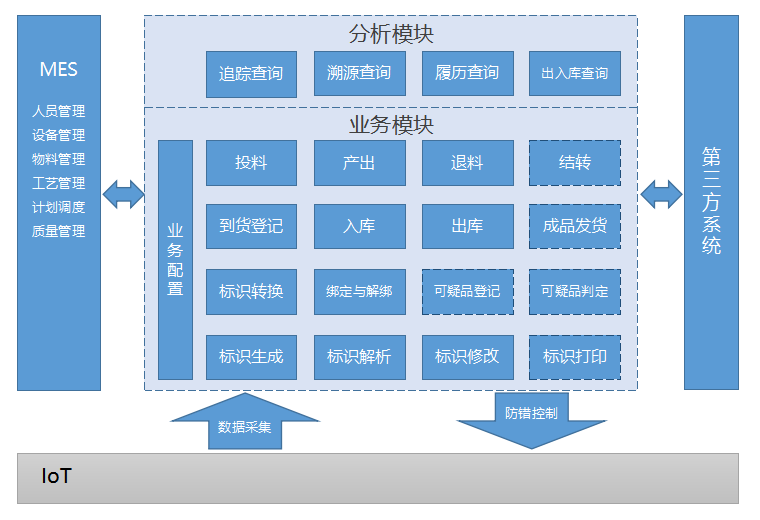 MES
人员管理
设备管理
物料管理
工艺管理
计划调度
质量管理
分析模块
追踪查询
溯源查询
履历查询
出入库查询
业务模块
业务配置
投料
产出
退料
结转
到货登记
入库
出库
成品发货
标识转换
绑定与解绑
可疑品登记
可疑品判定
标识生成
标识解析
标识修改
标识打印
第三方系统
数据采集
防错控制
IoT